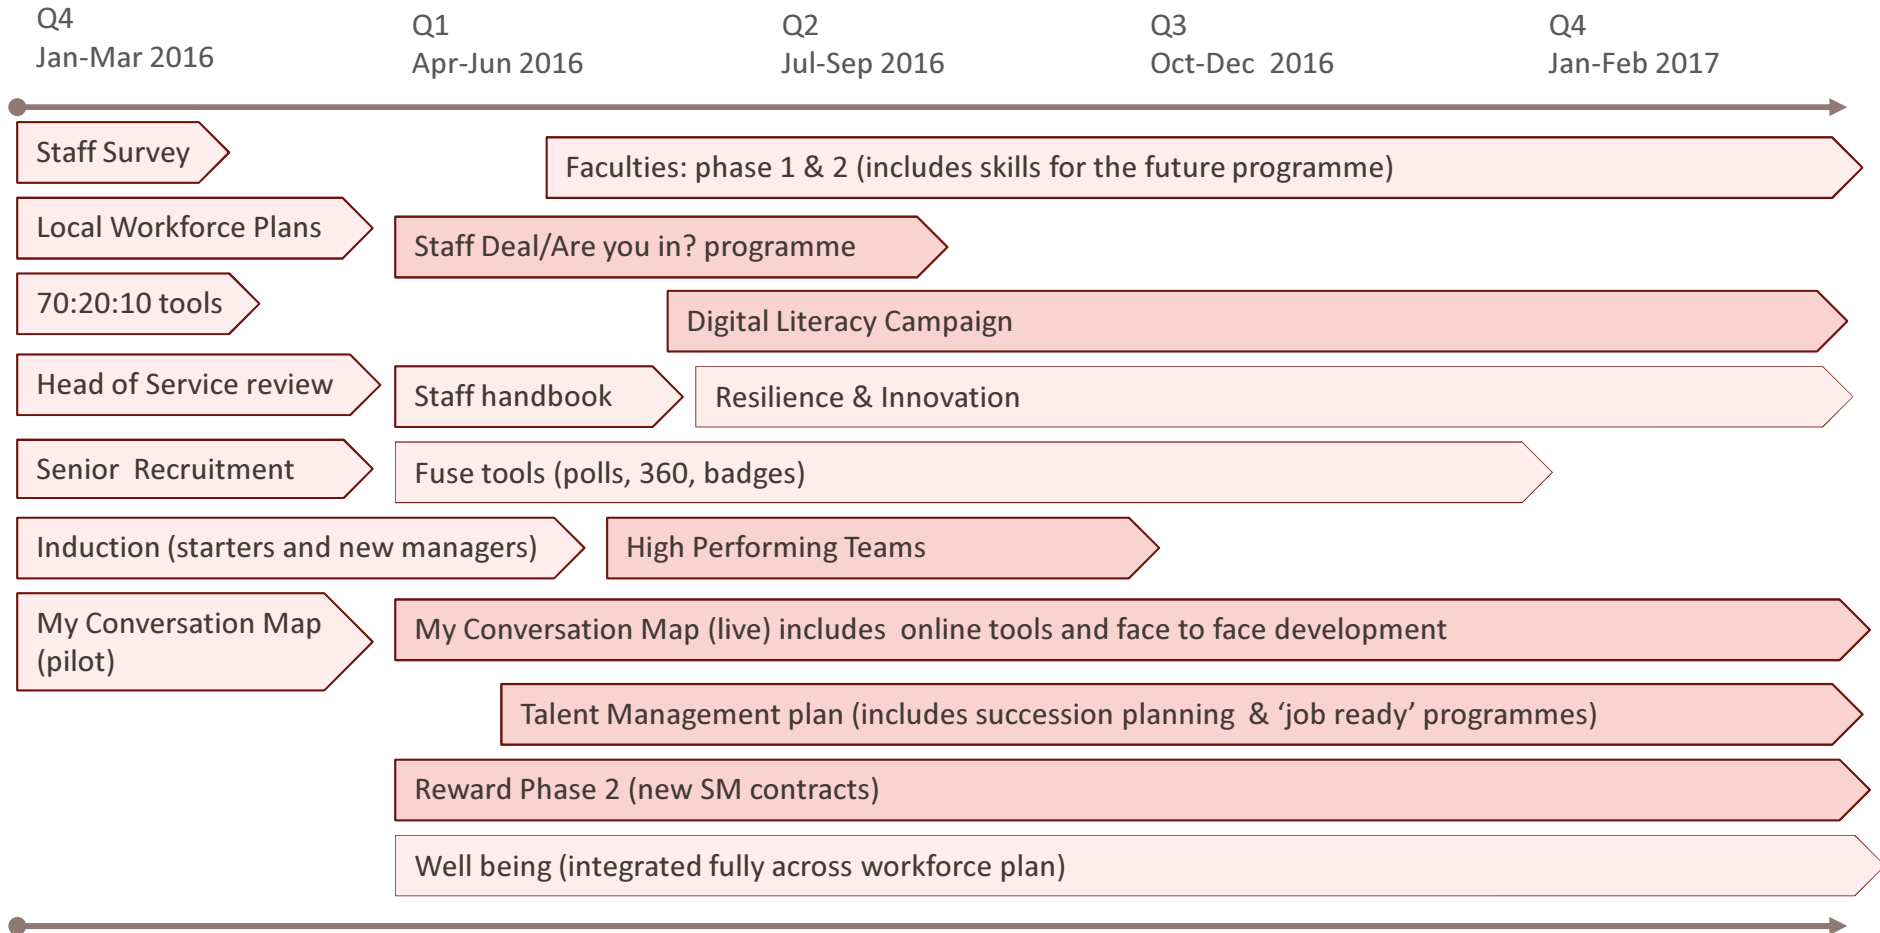 Q4
Jan-Mar 2016
Q1
Apr-Jun 2016
Q2
Jul-Sep 2016
Q3
Oct-Dec 2016
Q4
Jan-Feb 2017
Staff Survey
Faculties: phase 1 & 2 (includes skills for the future programme)
Local Workforce Plans
Staff Deal/Are you in? programme
70:20:10 tools
Digital Literacy Campaign
Head of Service review
Staff handbook
Resilience & Innovation
Senior Recruitment
Fuse tools (polls, 360, badges)
Induction (starters and new managers)
High Performing Teams
My Conversation Map
(pilot)
My Conversation Map (live) includes online tools and face to face development
Talent Management plan (includes succession planning & ‘job ready’ programmes)
Reward Phase 2 (new SM contracts)
Well being (integrated fully across workforce plan)